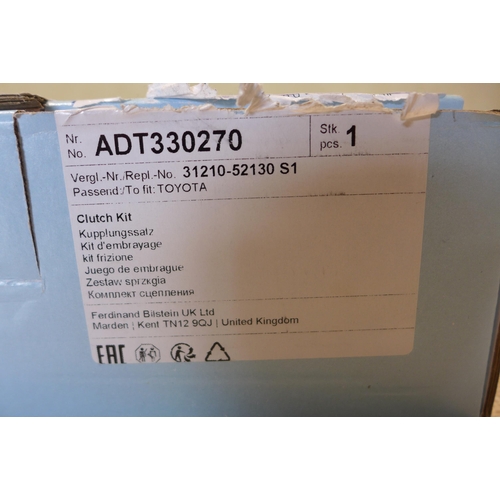 Nr. No. ADT330270 Stk. pcs. 1
Vergl.-Nr./Repl.-No. 31210-52130 S1
Passend:/To fit: TOYOTA
Clutch Kit
Kupplungssatz
Kit d'embrayage
kit frizione
Juego de embrague
Zestaw sprzkgia
Комплект сцепления
Ferdinand Bilstein UK Ltd
Marden | Kent TN12 9QJ | United Kingdom
EAC